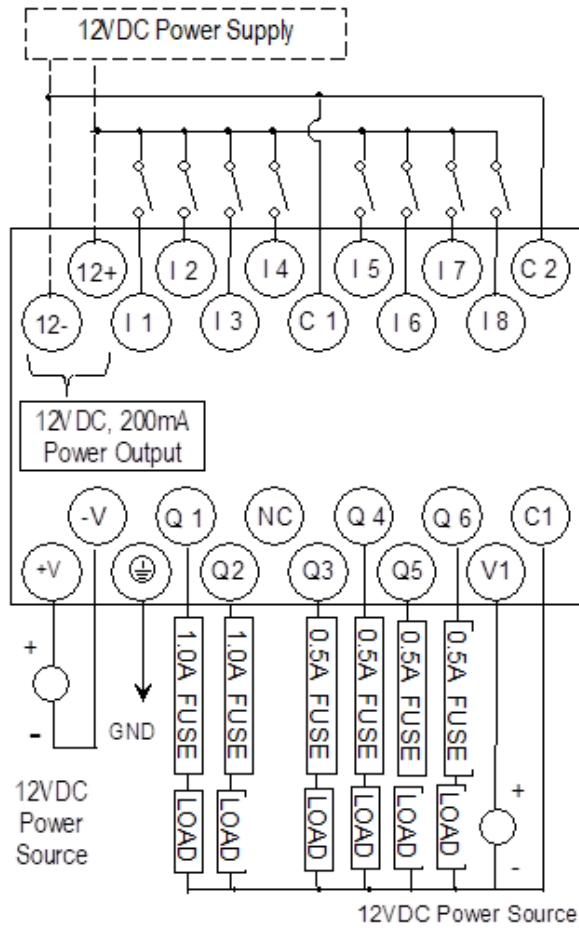 12VDC Power Supply
12+
I 2
I 4
I 5
I 7
C 2
12-
I 1
I 3
C 1
I 6
I 8
12VDC, 200mA
Power Output
-V
Q 1
NC
Q 4
Q 6
C1
+V
Q2
Q3
Q5
V1
1.0A FUSE
1.0A FUSE
0.5A FUSE
0.5A FUSE
0.5A FUSE
0.5A FUSE
+
-
GND
12VDC
Power
Source
LOAD
LOAD
LOAD
LOAD
LOAD
LOAD
+
-
12VDC Power Source